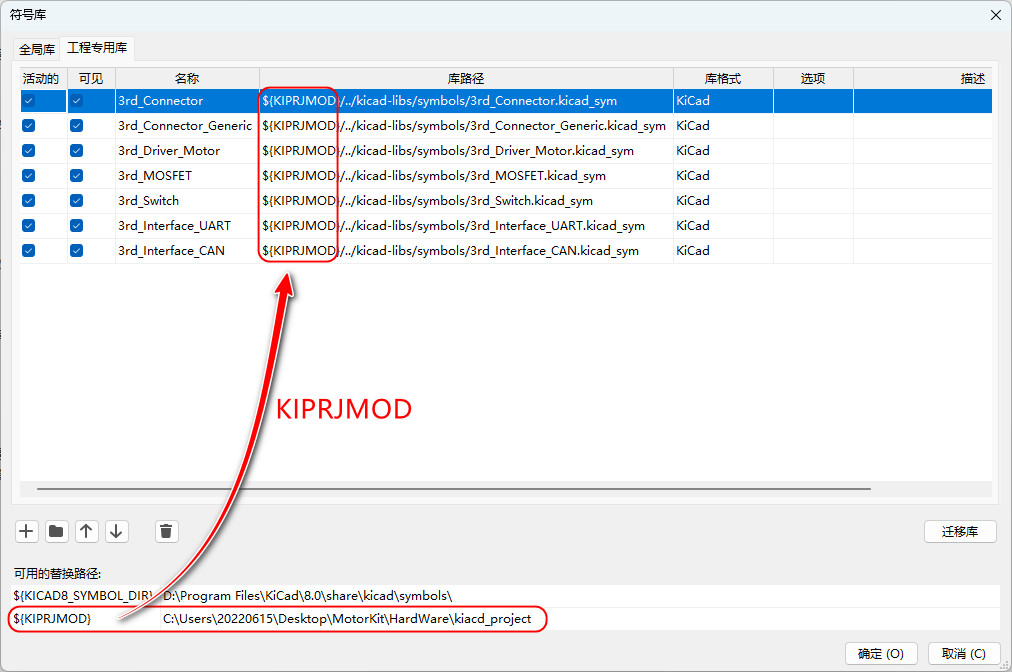 符号库
全局库 工程专用库
活动的 可见 名称 库路径 库格式 选项 描述
3rd_Connector ${KIPRJMOD}/../kicad-libs/symbols/3rd_Connector.kicad_sym KiCad
3rd_Connector_Generic ${KIPRJMOD}/../kicad-libs/symbols/3rd_Connector_Generic.kicad_sym KiCad
3rd_Driver_Motor ${KIPRJMOD}/../kicad-libs/symbols/3rd_Driver_Motor.kicad_sym KiCad
3rd_MOSFET ${KIPRJMOD}/../kicad-libs/symbols/3rd_MOSFET.kicad_sym KiCad
3rd_Switch ${KIPRJMOD}/../kicad-libs/symbols/3rd_Switch.kicad_sym KiCad
3rd_Interface_UART ${KIPRJMOD}/../kicad-libs/symbols/3rd_Interface_UART.kicad_sym KiCad
3rd_Interface_CAN ${KIPRJMOD}/../kicad-libs/symbols/3rd_Interface_CAN.kicad_sym KiCad
KIPRJMOD
迁移库
可用的替换路径:
${KICAD8_SYMBOL_DIR} D:\Program Files\KiCad\8.0\share\kicad\symbols\
${KIPRJMOD} C:\Users\20220615\Desktop\MotorKit\HardWare\kiacd_project
确定 (O) 取消 (C)